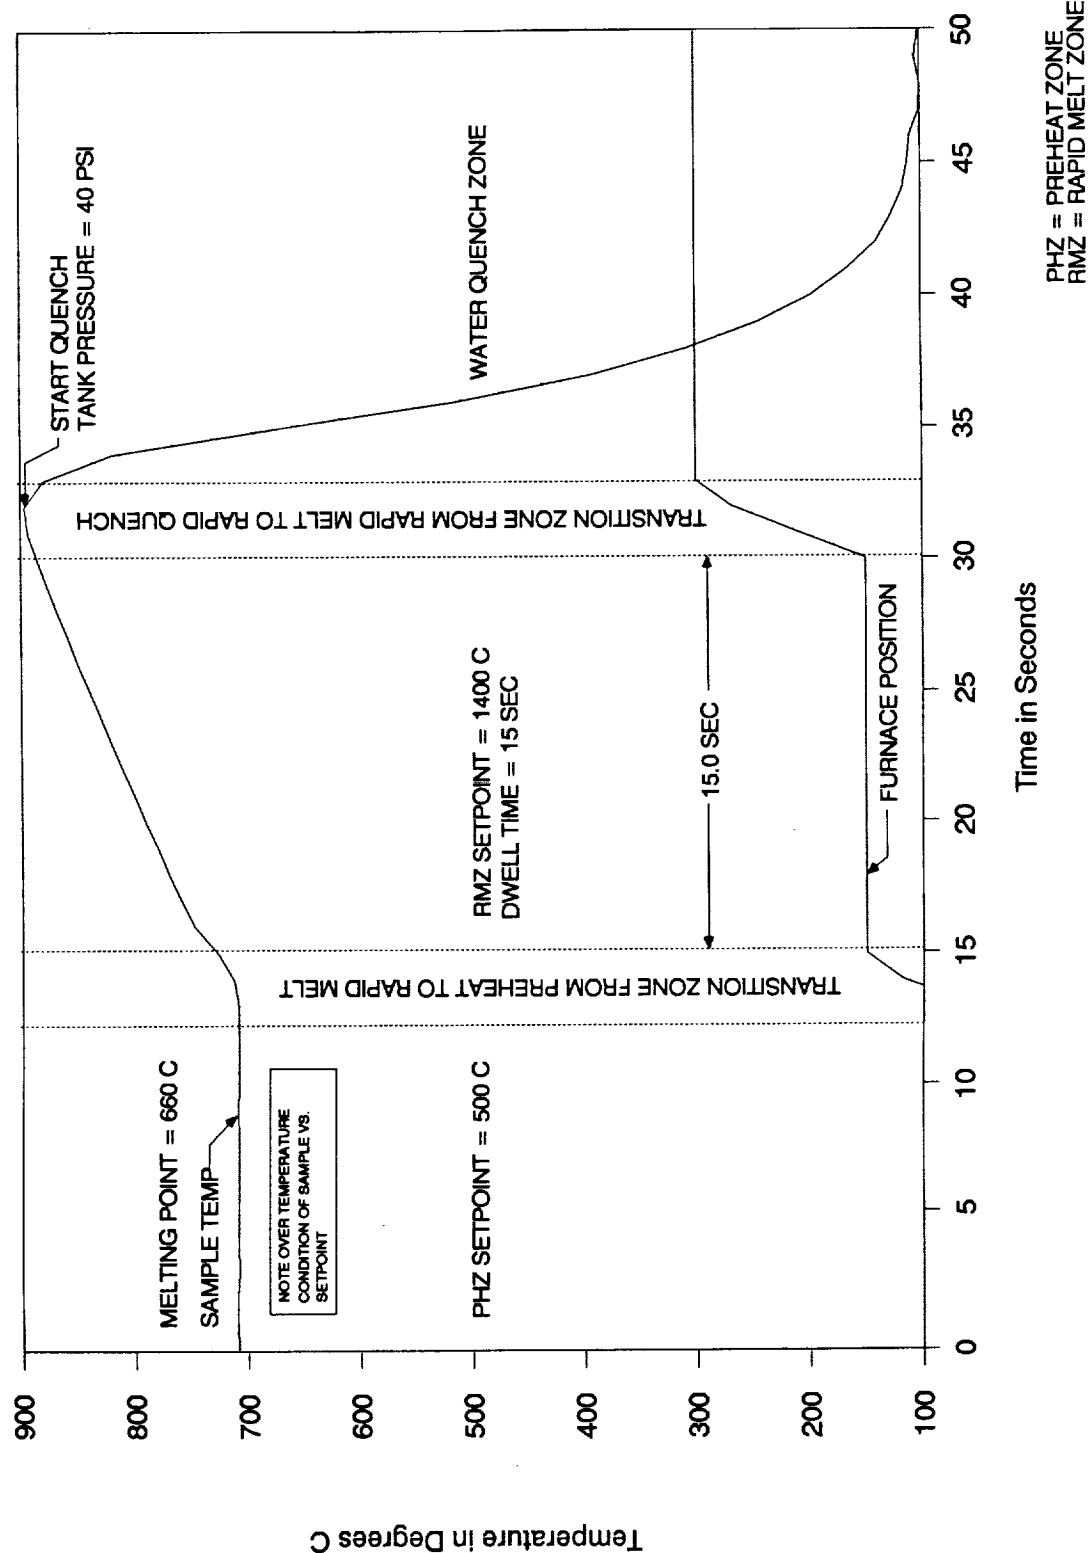 START QUENCH
TANK PRESSURE = 40 PSI
MELTING POINT = 660 C
SAMPLE TEMP
NOTE OVER TEMPERATURE
CONDITION OF SAMPLE VS.
SETPOINT
PHZ SETPOINT = 500 C
TRANSITION ZONE FROM PREHEAT TO RAPID MELT
RMZ SETPOINT = 1400 C
DWELL TIME = 15 SEC
15.0 SEC
FURNACE POSITION
TRANSITION ZONE FROM RAPID MELT TO RAPID QUENCH
WATER QUENCH ZONE
Temperature in Degrees C
900
800
700
600
500
400
300
200
100
0
5
10
15
20
25
30
35
40
45
50
Time in Seconds
PHZ = PREHEAT ZONE
RMZ = RAPID MELT ZONE